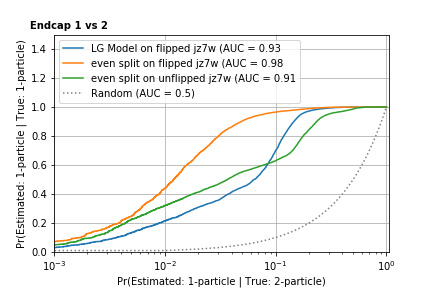 Endcap 1 vs 2
Pr(Estimated: 1-particle | True: 1-particle)
1.4
1.2
1.0
0.8
0.6
0.4
0.2
0.0
LG Model on flipped jz7w (AUC = 0.93
even split on flipped jz7w (AUC = 0.98
even split on unflipped jz7w (AUC = 0.91
Random (AUC = 0.5)
10⁻³ 10⁻² 10⁻¹ 10⁰
Pr(Estimated: 1-particle | True: 2-particle)